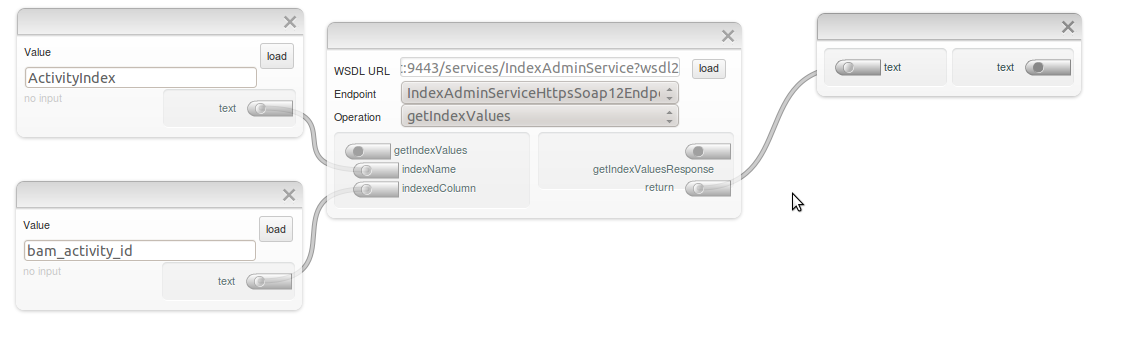 Value
load
ActivityIndex
no input
text
Value
load
bam_activity_id
no input
text
WSDL URL
:9443/services/IndexAdminService?wsdl2
load
Endpoint
IndexAdminServiceHttpsSoap12Endp
Operation
getIndexValues
getIndexValues
indexName
indexedColumn
getIndexValuesResponse
return
text
text